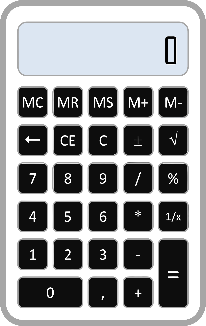 0
MC MR MS M+ M-
← CE C ± √
7 8 9 / %
4 5 6 * 1/x
1 2 3 - =
0 , +